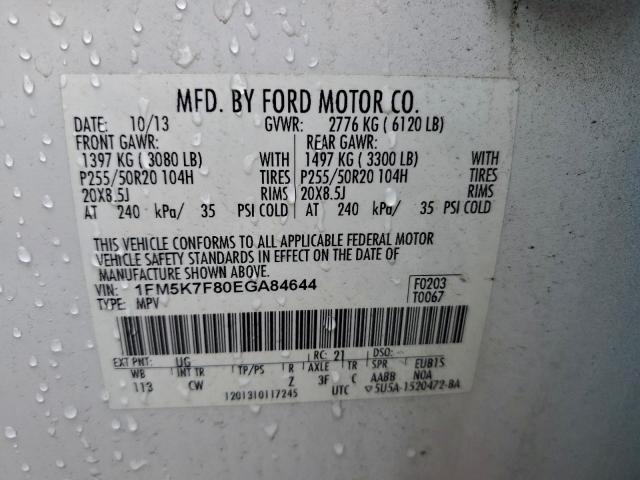 MFD. BY FORD MOTOR CO.
DATE: 10/13 GVWR: 2776 KG ( 6120 LB)
FRONT GAWR: REAR GAWR:
1397 KG ( 3080 LB) WITH 1497 KG ( 3300 LB) WITH
P255/50R20 104H TIRES P255/50R20 104H TIRES
20X8.5J RIMS 20X8.5J RIMS
AT 240 kPa/ 35 PSI COLD AT 240 kPa/ 35 PSI COLD
THIS VEHICLE CONFORMS TO ALL APPLICABLE FEDERAL MOTOR
VEHICLE SAFETY STANDARDS IN EFFECT ON THE DATE OF
MANUFACTURE SHOWN ABOVE.
VIN: 1FM5K7F80EGA84644 F0203
TYPE: MPV T0067
EXT PNT: UG RC: 21 DSO:
WB INT TR TP/PS R AXLE TR SPR EUB1S
113 CW Z 3F C AABB N0A
1201310117245 UTC ▽5U5A-1520472-BA